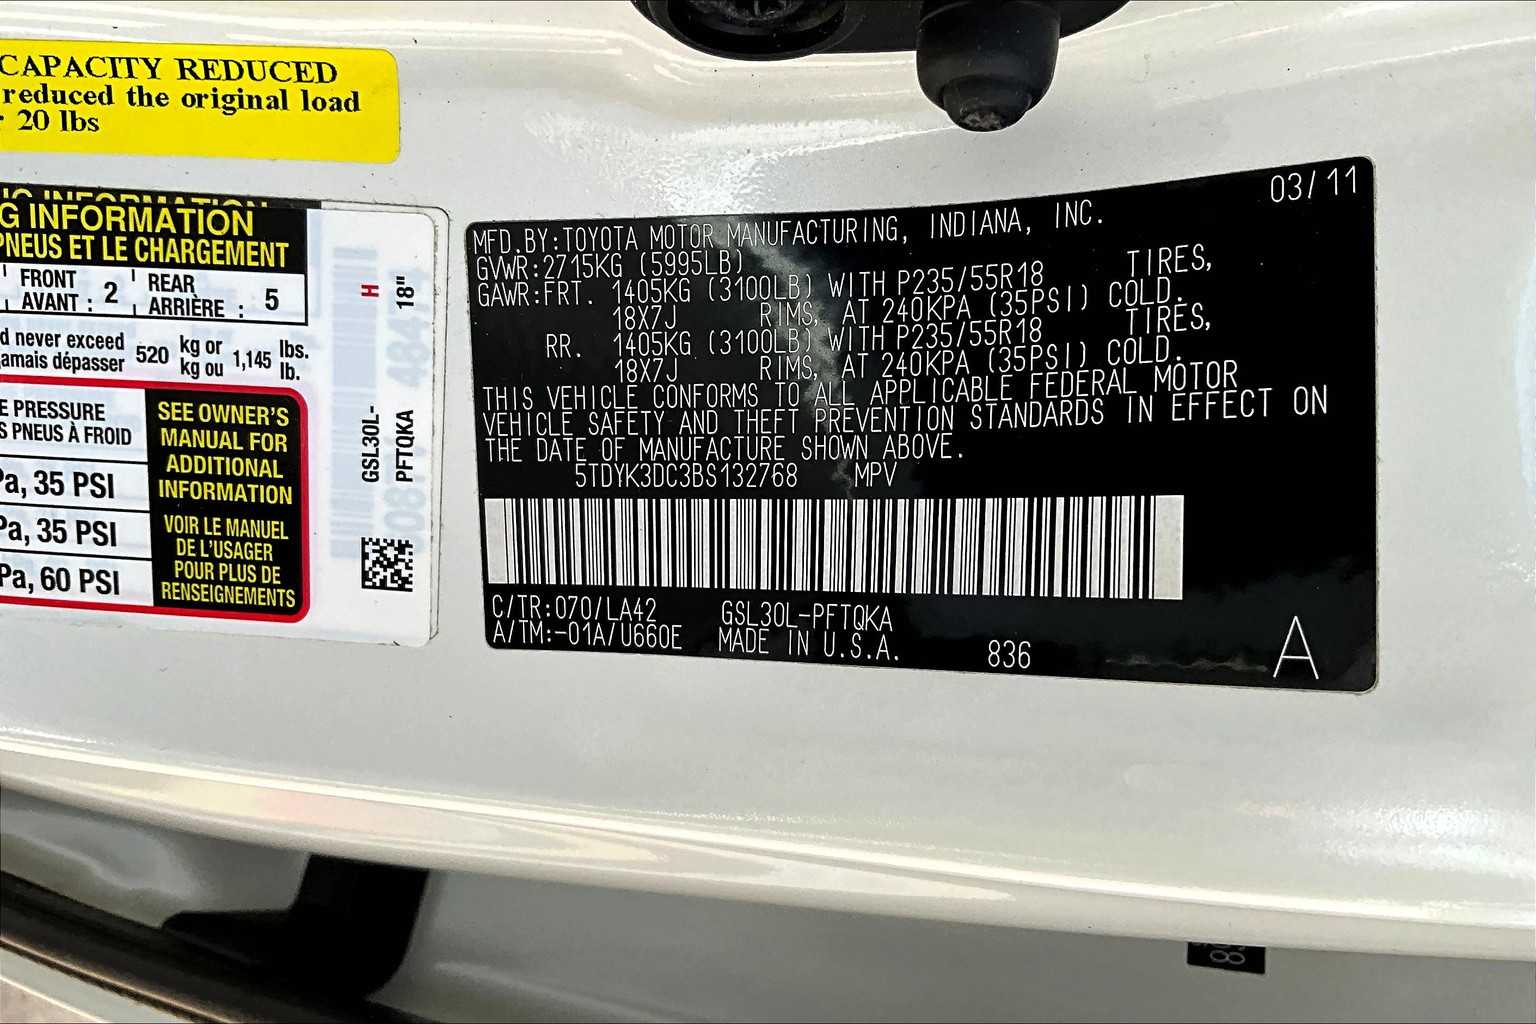 CAPACITY REDUCED
reduced the original load
20 lbs
G INFORMATION
PNEUS ET LE CHARGEMENT
FRONT
AVANT : 2
REAR
ARRIÈRE : 5
d never exceed
amais dépasser
520 kg or
kg ou
1,145 lbs.
lb.
E PRESSURE
S PNEUS À FROID
Pa, 35 PSI
Pa, 35 PSI
Pa, 60 PSI
SEE OWNER'S
MANUAL FOR
ADDITIONAL
INFORMATION
VOIR LE MANUEL
DE L'USAGER
POUR PLUS DE
RENSEIGNEMENTS
H 18"
GSL30L-
PFTQKA
03/11
MFD.BY:TOYOTA MOTOR MANUFACTURING, INDIANA, INC.
GVWR:2715KG (5995LB)
GAWR:FRT. 1405KG (3100LB) WITH P235/55R18 TIRES,
18X7J RIMS, AT 240KPA (35PSI) COLD.
RR. 1405KG (3100LB) WITH P235/55R18 TIRES,
18X7J RIMS, AT 240KPA (35PSI) COLD.
THIS VEHICLE CONFORMS TO ALL APPLICABLE FEDERAL MOTOR
VEHICLE SAFETY AND THEFT PREVENTION STANDARDS IN EFFECT ON
THE DATE OF MANUFACTURE SHOWN ABOVE.
5TDYK3DC3BS132768 MPV
C/TR:070/LA42 GSL30L-PFTQKA
A/TM:-01A/U660E MADE IN U.S.A. 836 A